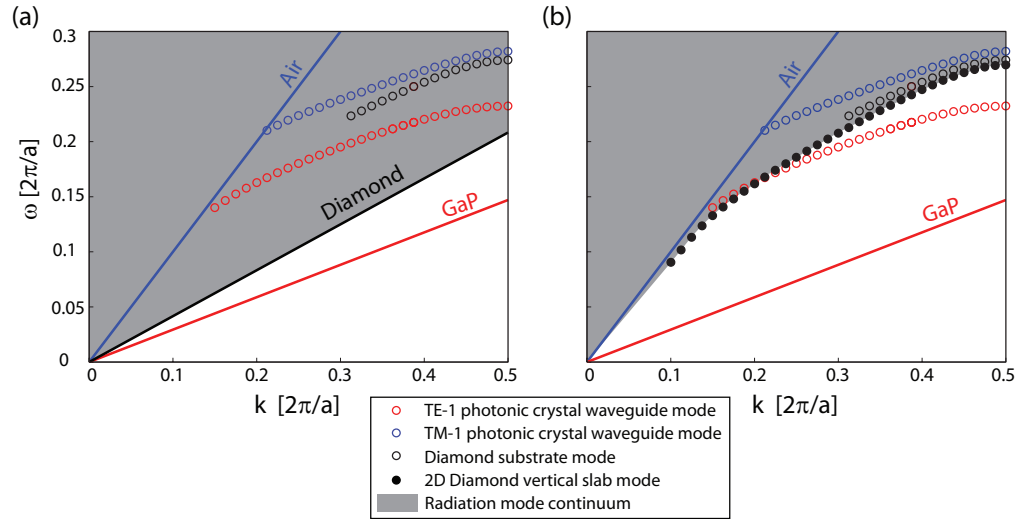 (a)
(b)
0.3
0.25
0.2
0.15
0.1
0.05
0
ω [2π/a]
Air
Diamond
GaP
0
0.1
0.2
0.3
0.4
0.5
k [2π/a]
Air
GaP
0
0.1
0.2
0.3
0.4
0.5
k [2π/a]
TE-1 photonic crystal waveguide mode
TM-1 photonic crystal waveguide mode
Diamond substrate mode
2D Diamond vertical slab mode
Radiation mode continuum